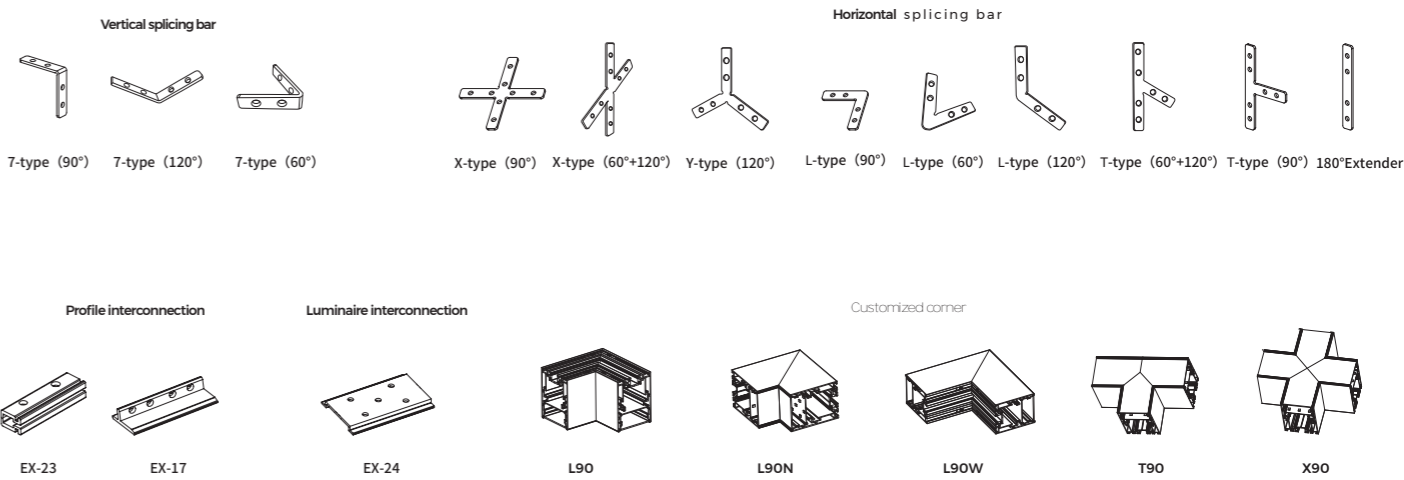 Vertical splicing bar
Horizontal splicing bar
7-type（90°）
7-type（120°）
7-type（60°）
X-type（90°）
X-type（60°+120°）
Y-type（120°）
L-type（90°）
L-type（60°）
L-type（120°）
T-type（60°+120°）
T-type（90°）
180°Extender
Profile interconnection
Luminaire interconnection
Customized corner
EX-23
EX-17
EX-24
L90
L90N
L90W
T90
X90